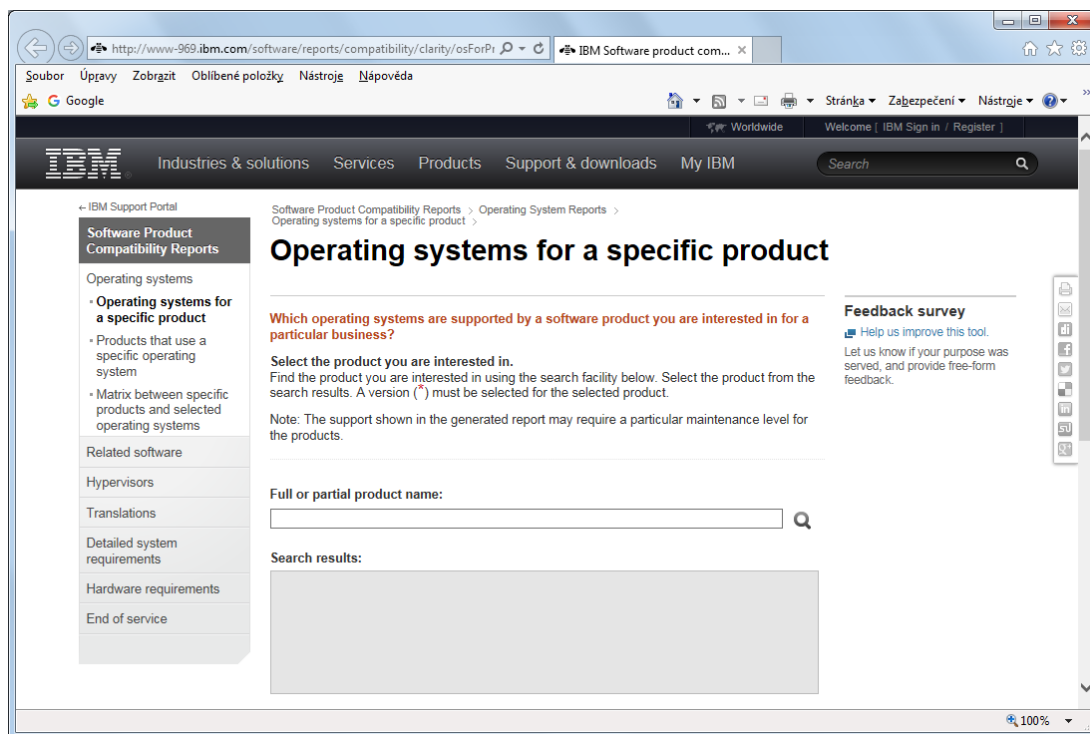 http://www-969.ibm.com/software/reports/compatibility/clarity/osForPr
IBM Software product com...
Soubor Úpravy Zobrazit Oblíbené položky Nástroje Nápověda
Google
Stránka Zabezpečení Nástroje
Worldwide
Welcome [ IBM Sign in / Register ]
IBM
Industries & solutions Services Products Support & downloads My IBM
Search
IBM Support Portal
Software Product
Compatibility Reports
Operating systems
Operating systems for
a specific product
Products that use a
specific operating
system
Matrix between specific
products and selected
operating systems
Related software
Hypervisors
Translations
Detailed system
requirements
Hardware requirements
End of service
Software Product Compatibility Reports > Operating System Reports >
Operating systems for a specific product >
Operating systems for a specific product
Which operating systems are supported by a software product you are interested in for a
particular business?
Select the product you are interested in.
Find the product you are interested in using the search facility below. Select the product from the
search results. A version (*) must be selected for the selected product.
Note: The support shown in the generated report may require a particular maintenance level for
the products.
Full or partial product name:
Search results:
Feedback survey
Help us improve this tool.
Let us know if your purpose was
served, and provide free-form
feedback.
100%